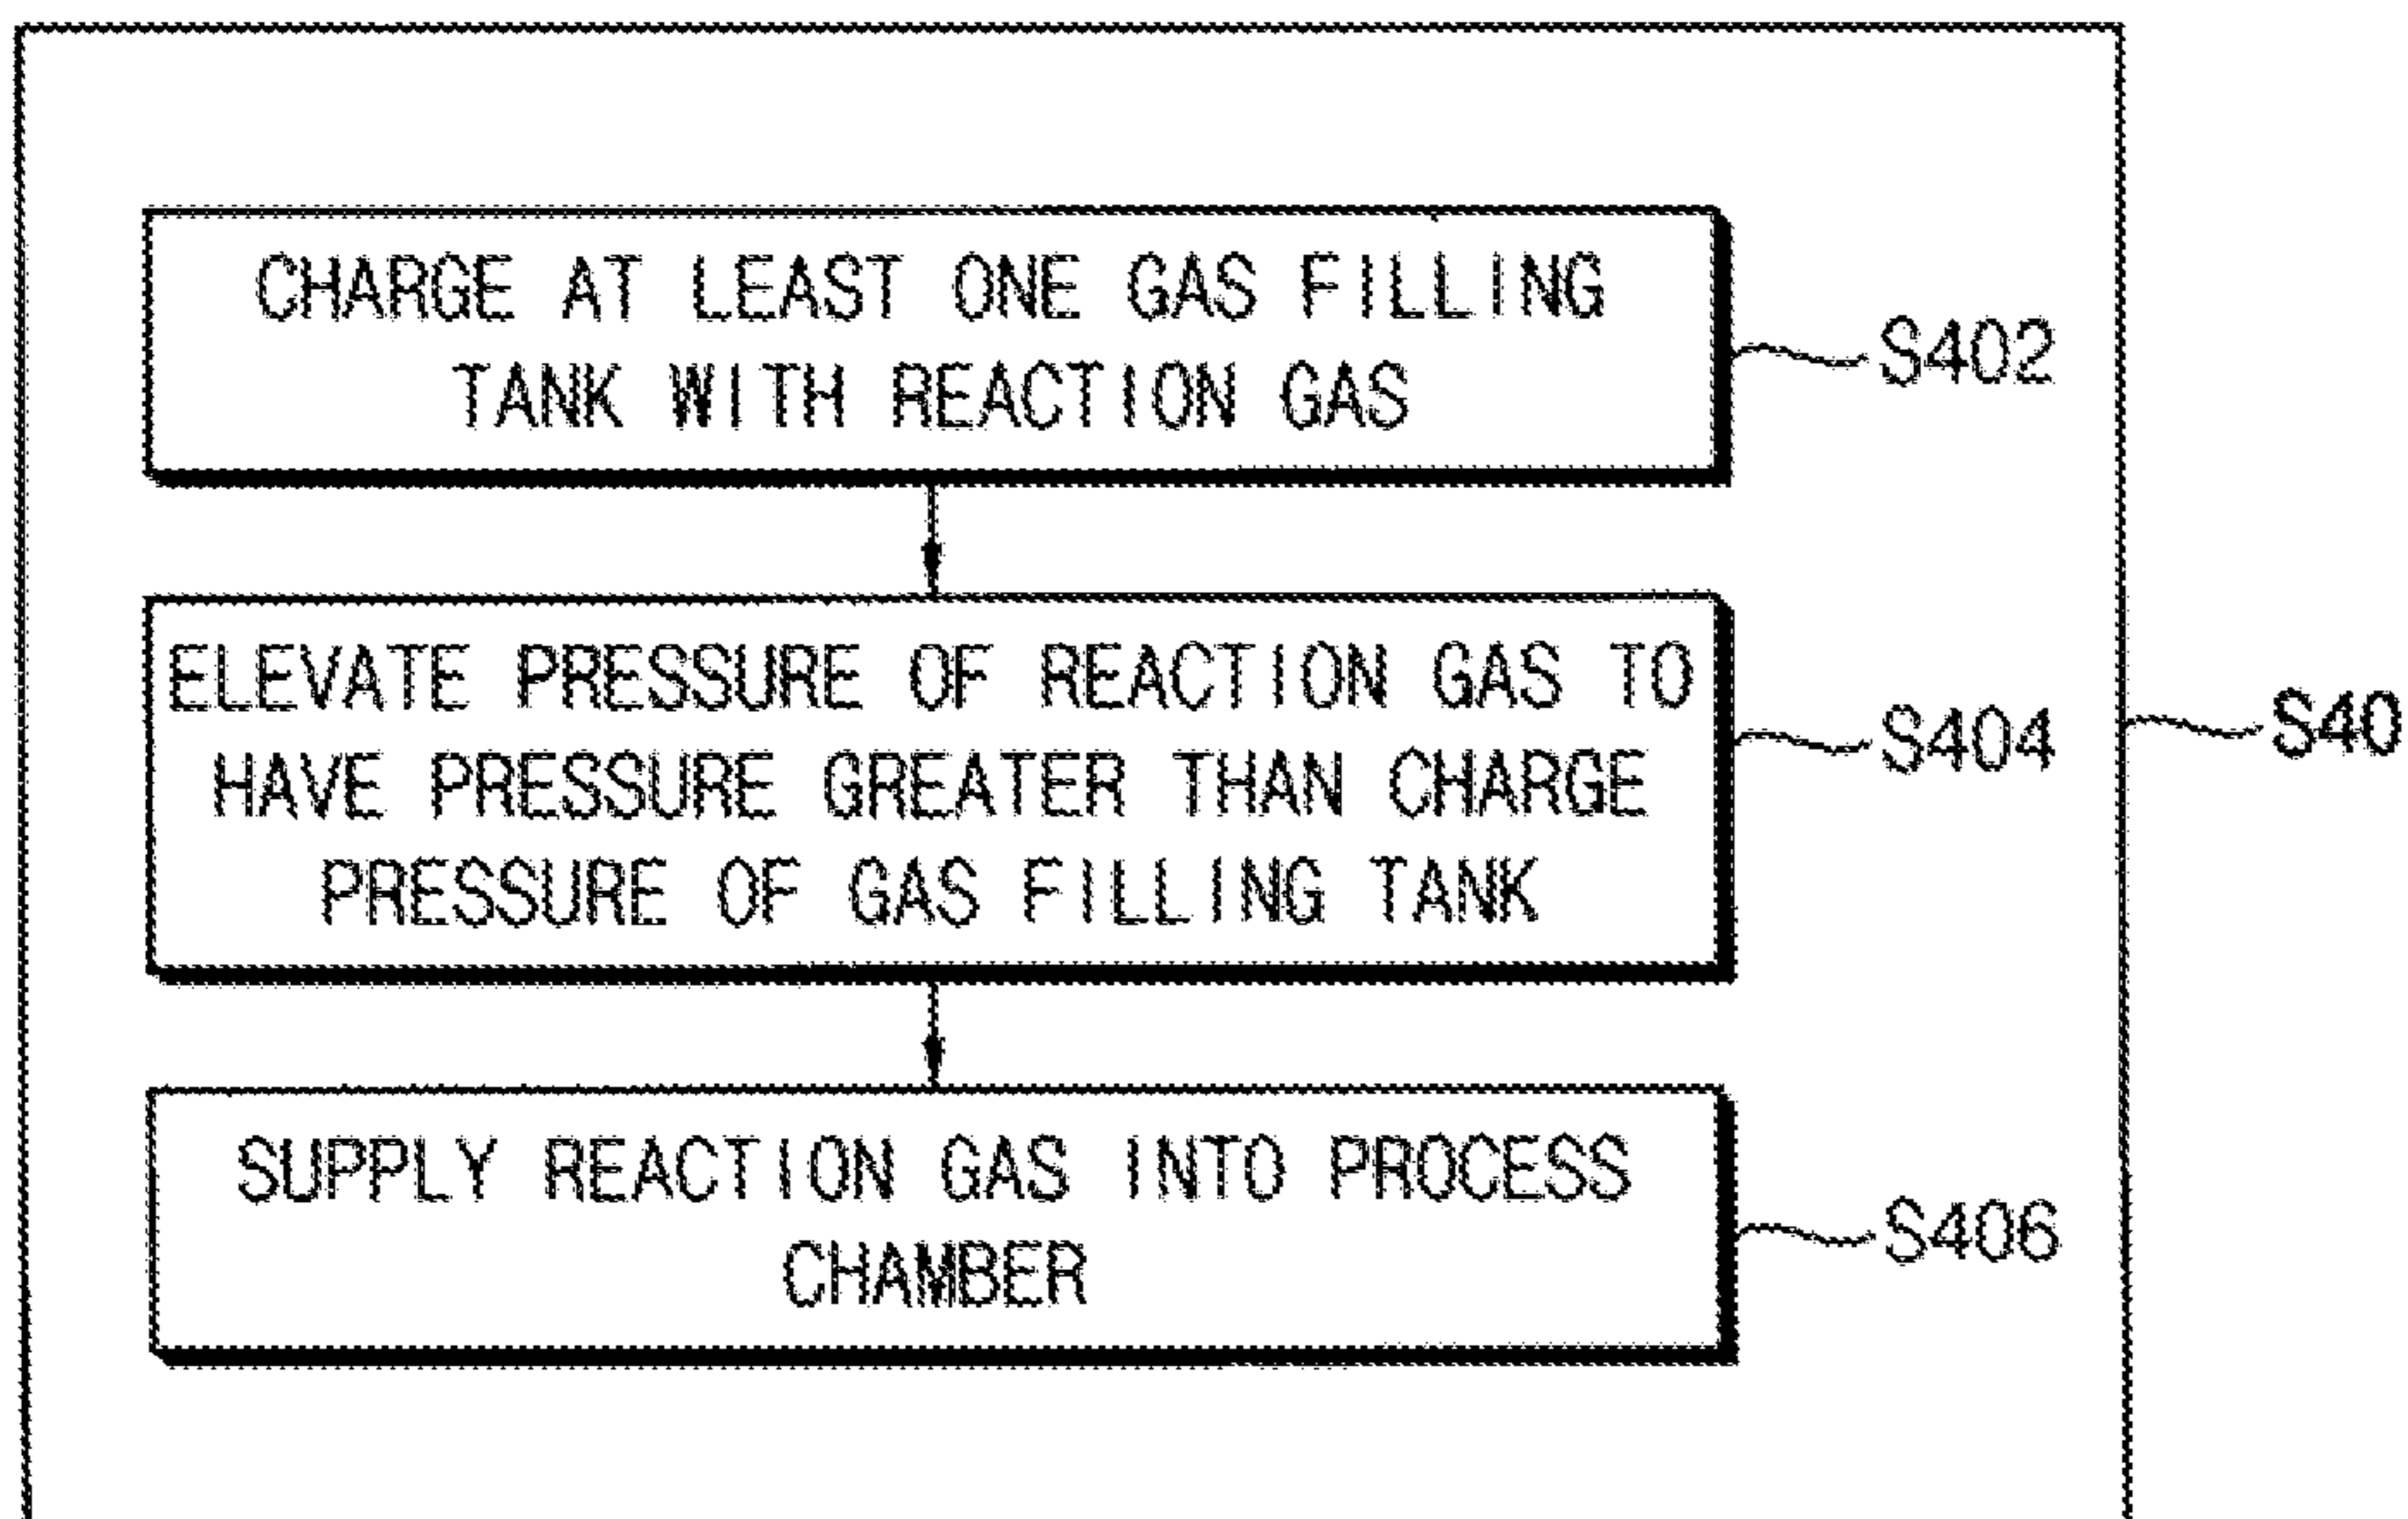 CHARGE AT LEAST ONE GAS FILLING
TANK WITH REACTION GAS
S402
ELEVATE PRESSURE OF REACTION GAS TO
HAVE PRESSURE GREATER THAN CHARGE
PRESSURE OF GAS FILLING TANK
S404
S40
SUPPLY REACTION GAS INTO PROCESS
CHAMBER
S406